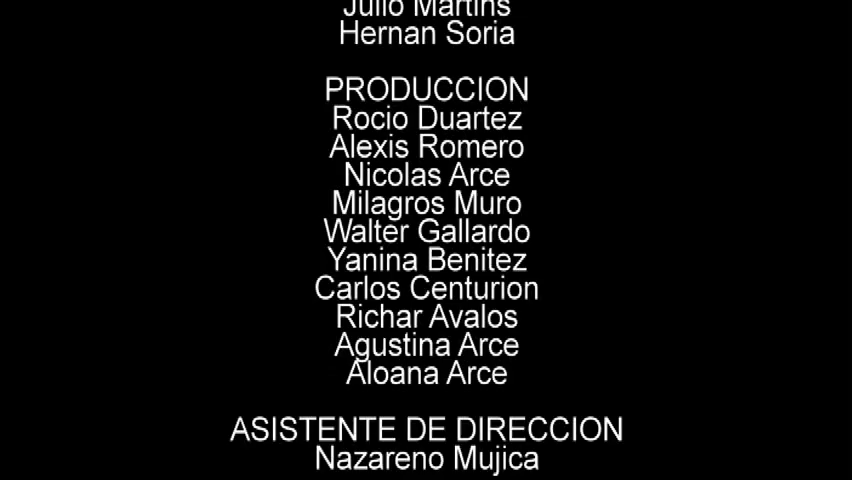 Julio Martins
Hernan Soria
PRODUCCION
Rocio Duartez
Alexis Romero
Nicolas Arce
Milagros Muro
Walter Gallardo
Yanina Benitez
Carlos Centurion
Richar Avalos
Agustina Arce
Aloana Arce
ASISTENTE DE DIRECCION
Nazareno Mujica